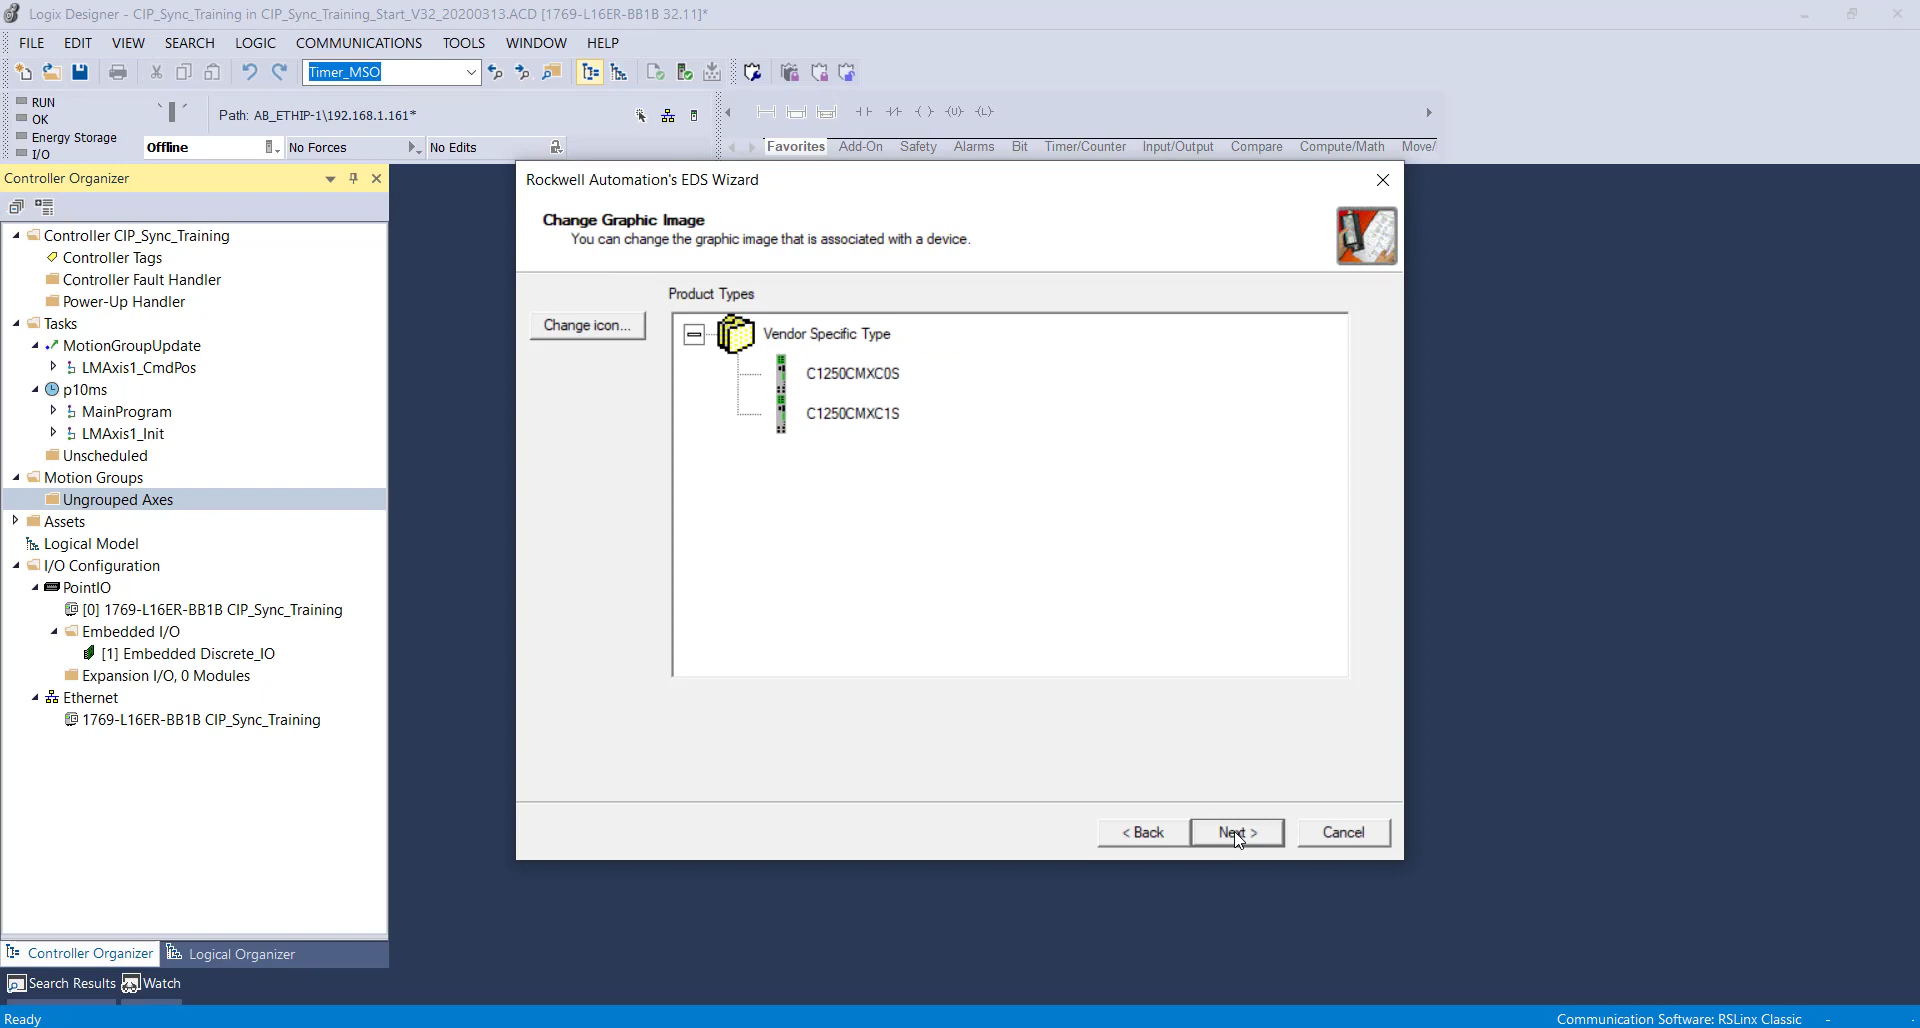 Logix Designer - CIP_Sync_Training in CIP_Sync_Training_Start_V32_20200313.ACD [1769-L16ER-BB1B 32.11]*
FILE EDIT VIEW SEARCH LOGIC COMMUNICATIONS TOOLS WINDOW HELP
Timer_MSO
RUN
OK
Energy Storage
I/O
Path: AB_ETHIP-1\192.168.1.161*
Offline No Forces No Edits
Favorites Add-On Safety Alarms Bit Timer/Counter Input/Output Compare Compute/Math Move/
Controller Organizer
Controller CIP_Sync_Training
Controller Tags
Controller Fault Handler
Power-Up Handler
Tasks
MotionGroupUpdate
LMAxis1_CmdPos
p10ms
MainProgram
LMAxis1_Init
Unscheduled
Motion Groups
Ungrouped Axes
Assets
Logical Model
I/O Configuration
PointIO
[0] 1769-L16ER-BB1B CIP_Sync_Training
Embedded I/O
[1] Embedded Discrete_IO
Expansion I/O, 0 Modules
Ethernet
1769-L16ER-BB1B CIP_Sync_Training
Controller Organizer Logical Organizer
Search Results Watch
Rockwell Automation's EDS Wizard
Change Graphic Image
You can change the graphic image that is associated with a device.
Product Types
Change icon...
Vendor Specific Type
C1250CMXC0S
C1250CMXC1S
< Back Next > Cancel
Ready
Communication Software: RSLinx Classic